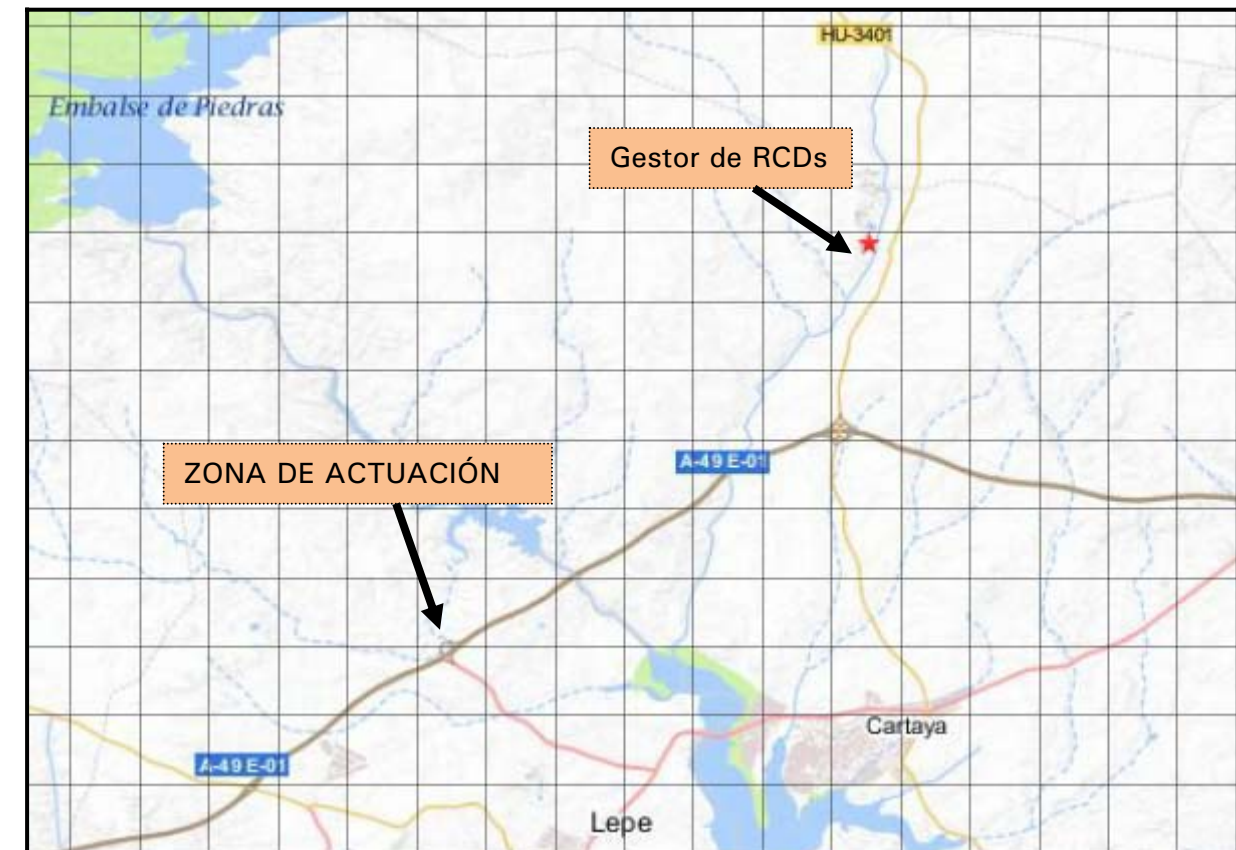 HU-3401
Embalse de Piedras
Gestor de RCDs
A-49 E-01
ZONA DE ACTUACIÓN
Cartaya
A-49 E-01
Lepe